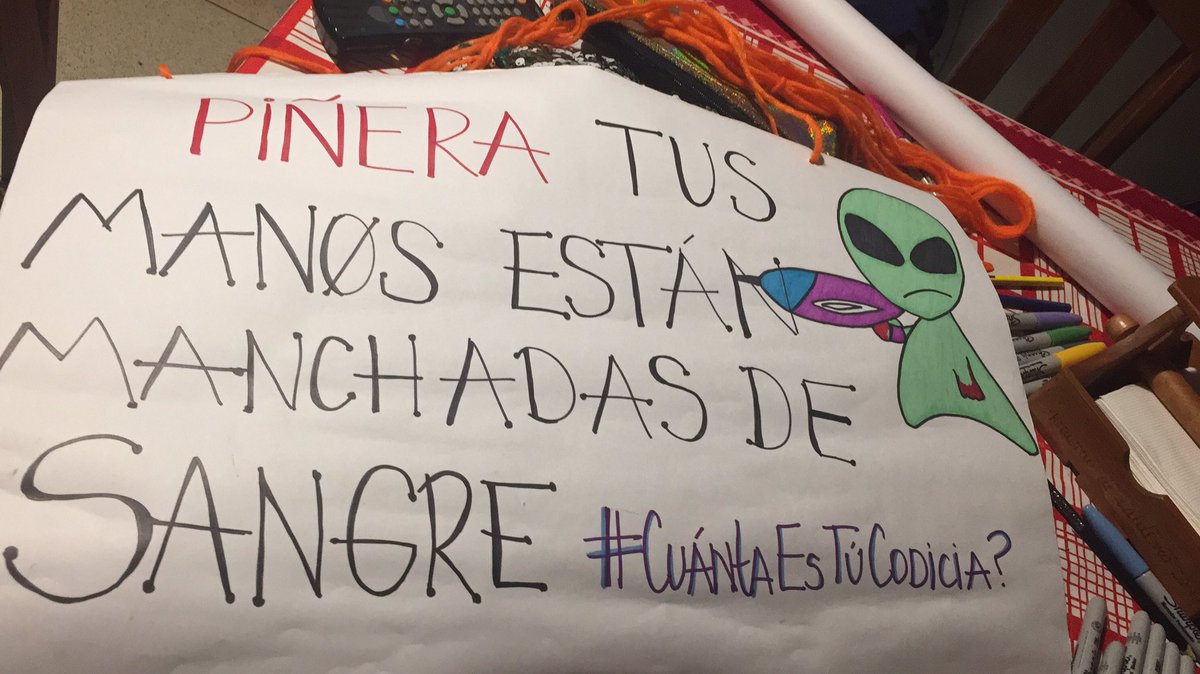 PIÑERA TUS
MANØS ESTÁN
MANCHADAS DE
SANGRE
#CUÁNtAEsTÚCODICIA?